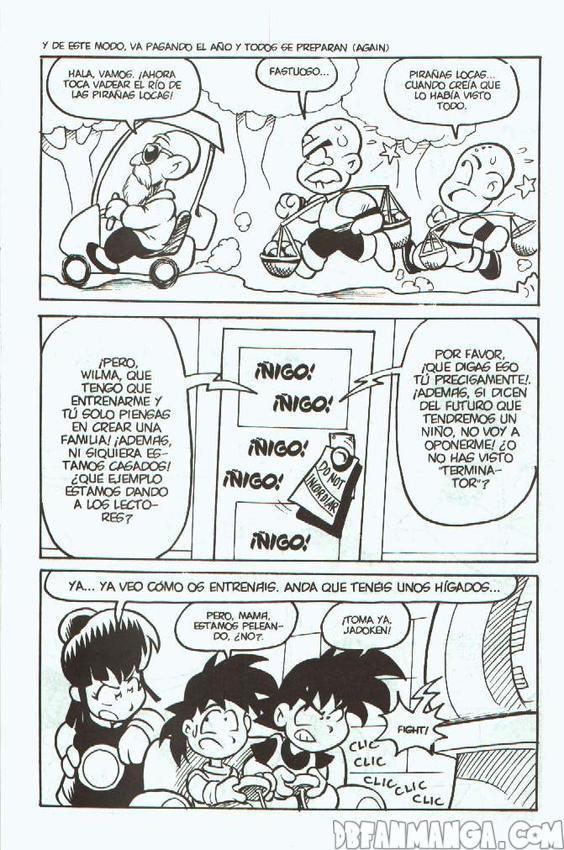 Y DE ESTE MODO, VA PASANDO EL AÑO Y TODOS SE PREPARAN (AGAIN)
HALA, VAMOS. ¡AHORA
TOCA VADEAR EL RÍO DE
LAS PIRAÑAS LOCAS!
FASTUOSO...
PIRAÑAS LOCAS...
CUANDO CREÍA QUE
LO HABÍA VISTO
TODO.
¡PERO,
WILMA, QUE
TENGO QUE
ENTRENARME Y
TÚ SOLO PIENSAS
EN CREAR UNA
FAMILIA! ¡ADEMÁS,
NI SIQUIERA ES-
TAMOS CASADOS!
¿QUÉ EJEMPLO
ESTAMOS DANDO
A LOS LECTO-
RES?
¡ÑIGO!
¡ÑIGO!
¡ÑIGO!
¡ÑIGO!
¡ÑIGO!
DO NOT
INCORDIAR
POR FAVOR,
¡QUE DIGAS ESO
TÚ PRECISAMENTE!.
¡ADEMÁS, SI DICEN
DEL FUTURO QUE
TENDREMOS UN
NIÑO, NO VOY A
OPONERME! ¿O
NO HAS VISTO
"TERMINA-
TOR"?
YA... YA VEO CÓMO OS ENTRENÁIS. ANDA QUE TENÉIS UNOS HÍGADOS...
PERO, MAMÁ,
ESTAMOS PELEAN-
DO, ¿NO?.
¡TOMA YA,
JADOKEN!
FIGHT!
CLIC
CLIC
CLIC CLIC
CLIC
DBFANMANGA.COM